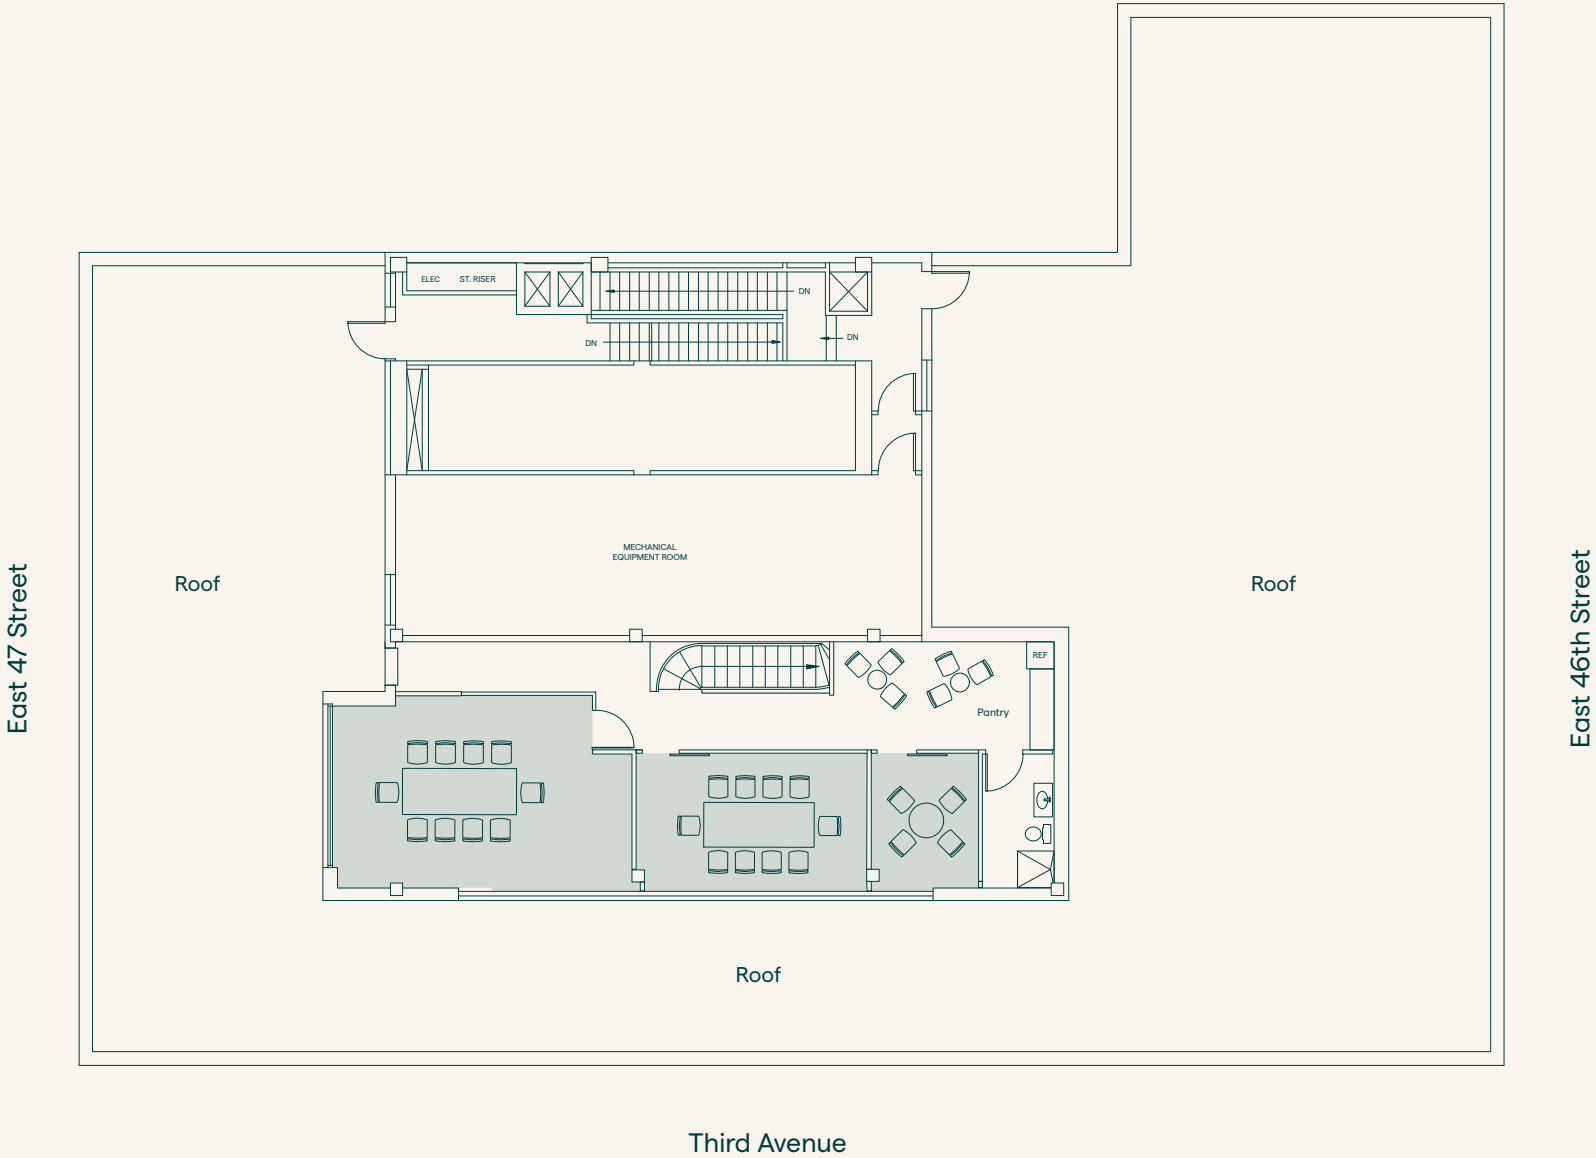 ELEC
ST. RISER
DN
DN
DN
MECHANICAL
EQUIPMENT ROOM
Roof
Roof
East 47 Street
East 46th Street
REF
Pantry
Roof
Third Avenue